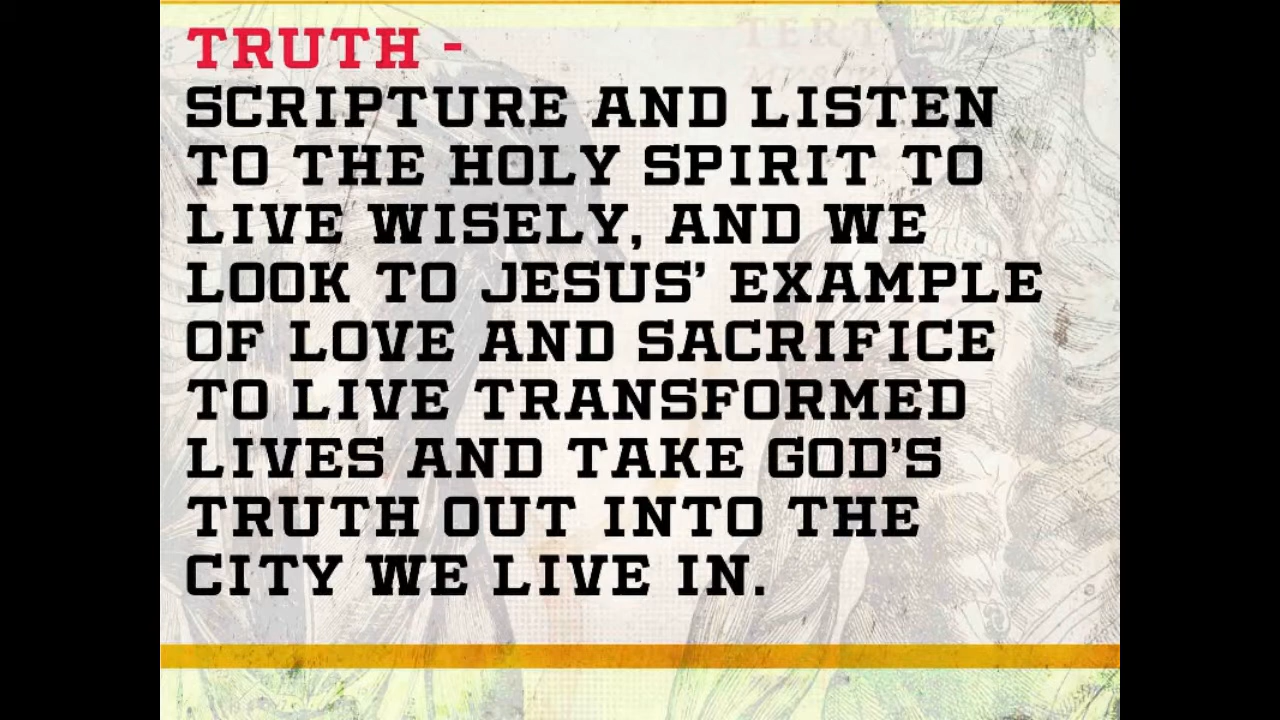 TRUTH -
SCRIPTURE AND LISTEN
TO THE HOLY SPIRIT TO
LIVE WISELY, AND WE
LOOK TO JESUS’ EXAMPLE
OF LOVE AND SACRIFICE
TO LIVE TRANSFORMED
LIVES AND TAKE GOD’S
TRUTH OUT INTO THE
CITY WE LIVE IN.